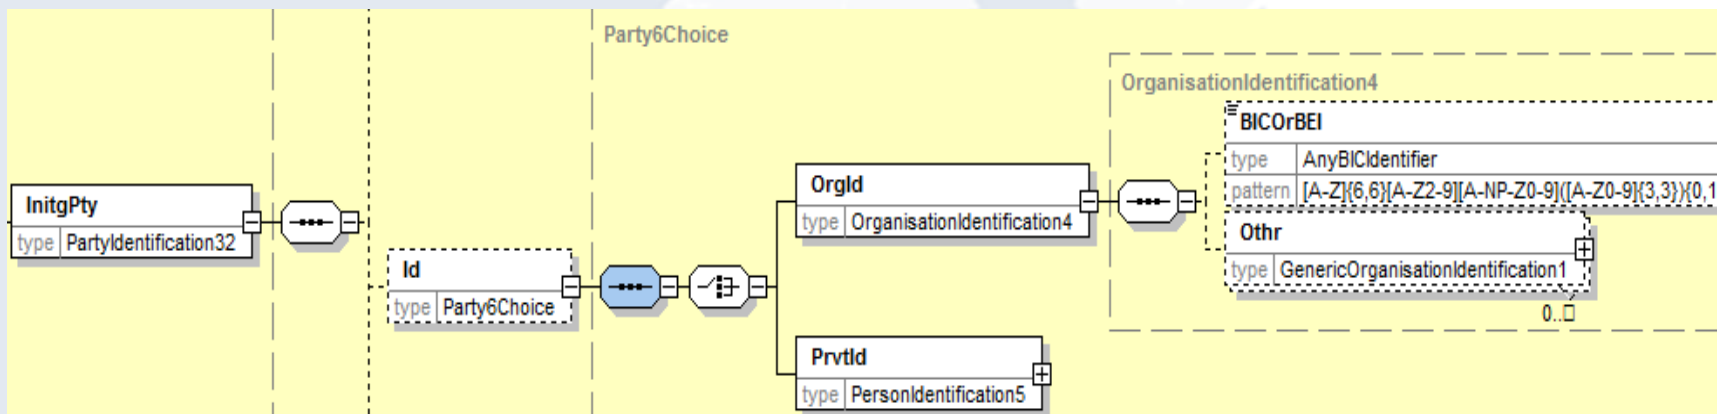 Party6Choice
OrganisationIdentification4
BICOrBEI
type AnyBICIdentifier
pattern [A-Z]{6,6}[A-Z2-9][A-NP-Z0-9]([A-Z0-9]{3,3}){0,1
OrgId
type OrganisationIdentification4
InitgPty
type PartyIdentification32
Othr
type GenericOrganisationIdentification1
Id
type Party6Choice
0..
PrvtId
type PersonIdentification5